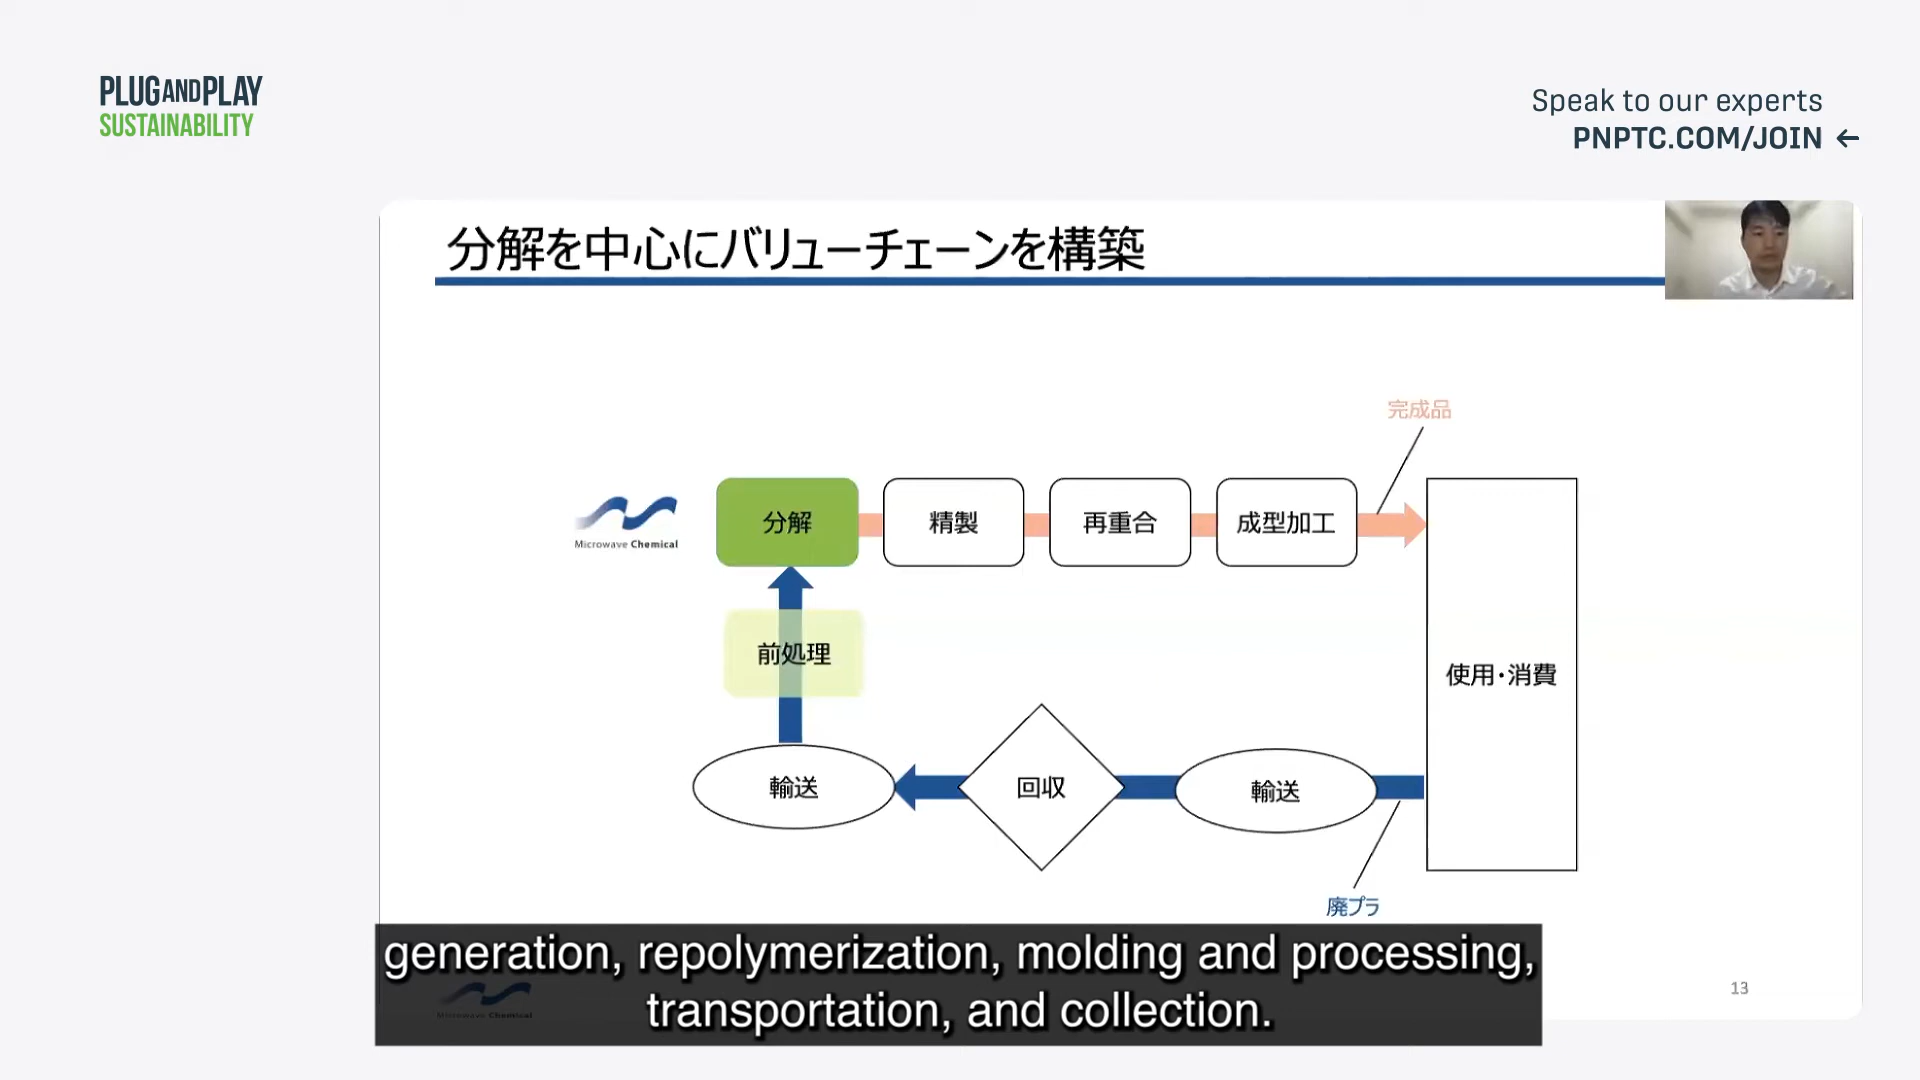 PLUGANDPLAY
SUSTAINABILITY
Speak to our experts
PNPTC.COM/JOIN ←
分解を中心にバリューチェーンを構築
完成品
Microwave Chemical
分解
精製
再重合
成型加工
前処理
使用・消費
輸送
回収
輸送
廃プラ
generation, repolymerization, molding and processing,
transportation, and collection.
Microwave Chemical
13